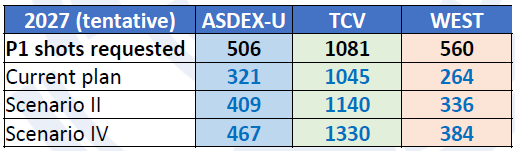 2027 (tentative) ASDEX-U TCV WEST
P1 shots requested 506 1081 560
Current plan 321 1045 264
Scenario II 409 1140 336
Scenario IV 467 1330 384